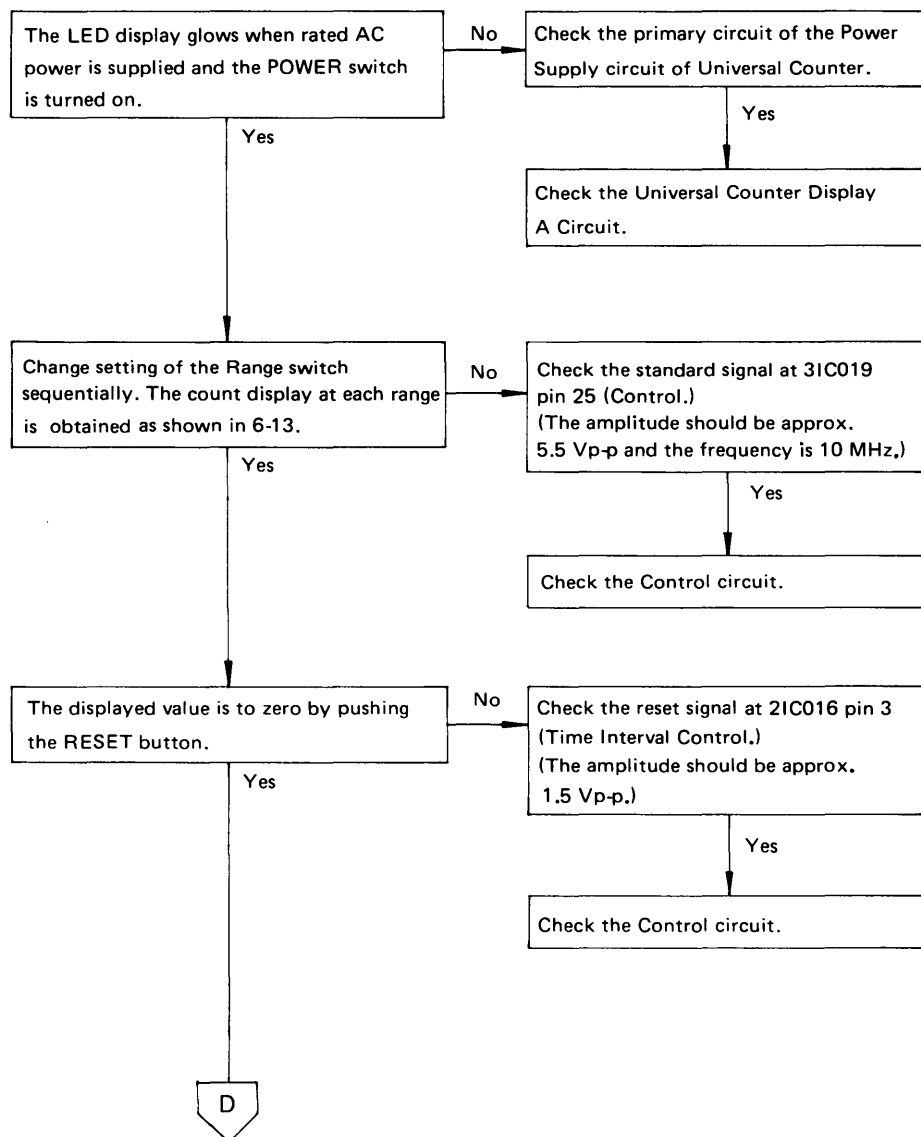 The LED display glows when rated AC
power is supplied and the POWER switch
is turned on.
No
Check the primary circuit of the Power
Supply circuit of Universal Counter.
Yes
Yes
Check the Universal Counter Display
A Circuit.
Change setting of the Range switch
sequentially. The count display at each range
is obtained as shown in 6-13.
No
Check the standard signal at 3IC019
pin 25 (Control.)
(The amplitude should be approx.
5.5 Vp-p and the frequency is 10 MHz.)
Yes
Yes
Check the Control circuit.
The displayed value is to zero by pushing
the RESET button.
No
Check the reset signal at 2IC016 pin 3
(Time Interval Control.)
(The amplitude should be approx.
1.5 Vp-p.)
Yes
Yes
Check the Control circuit.
D